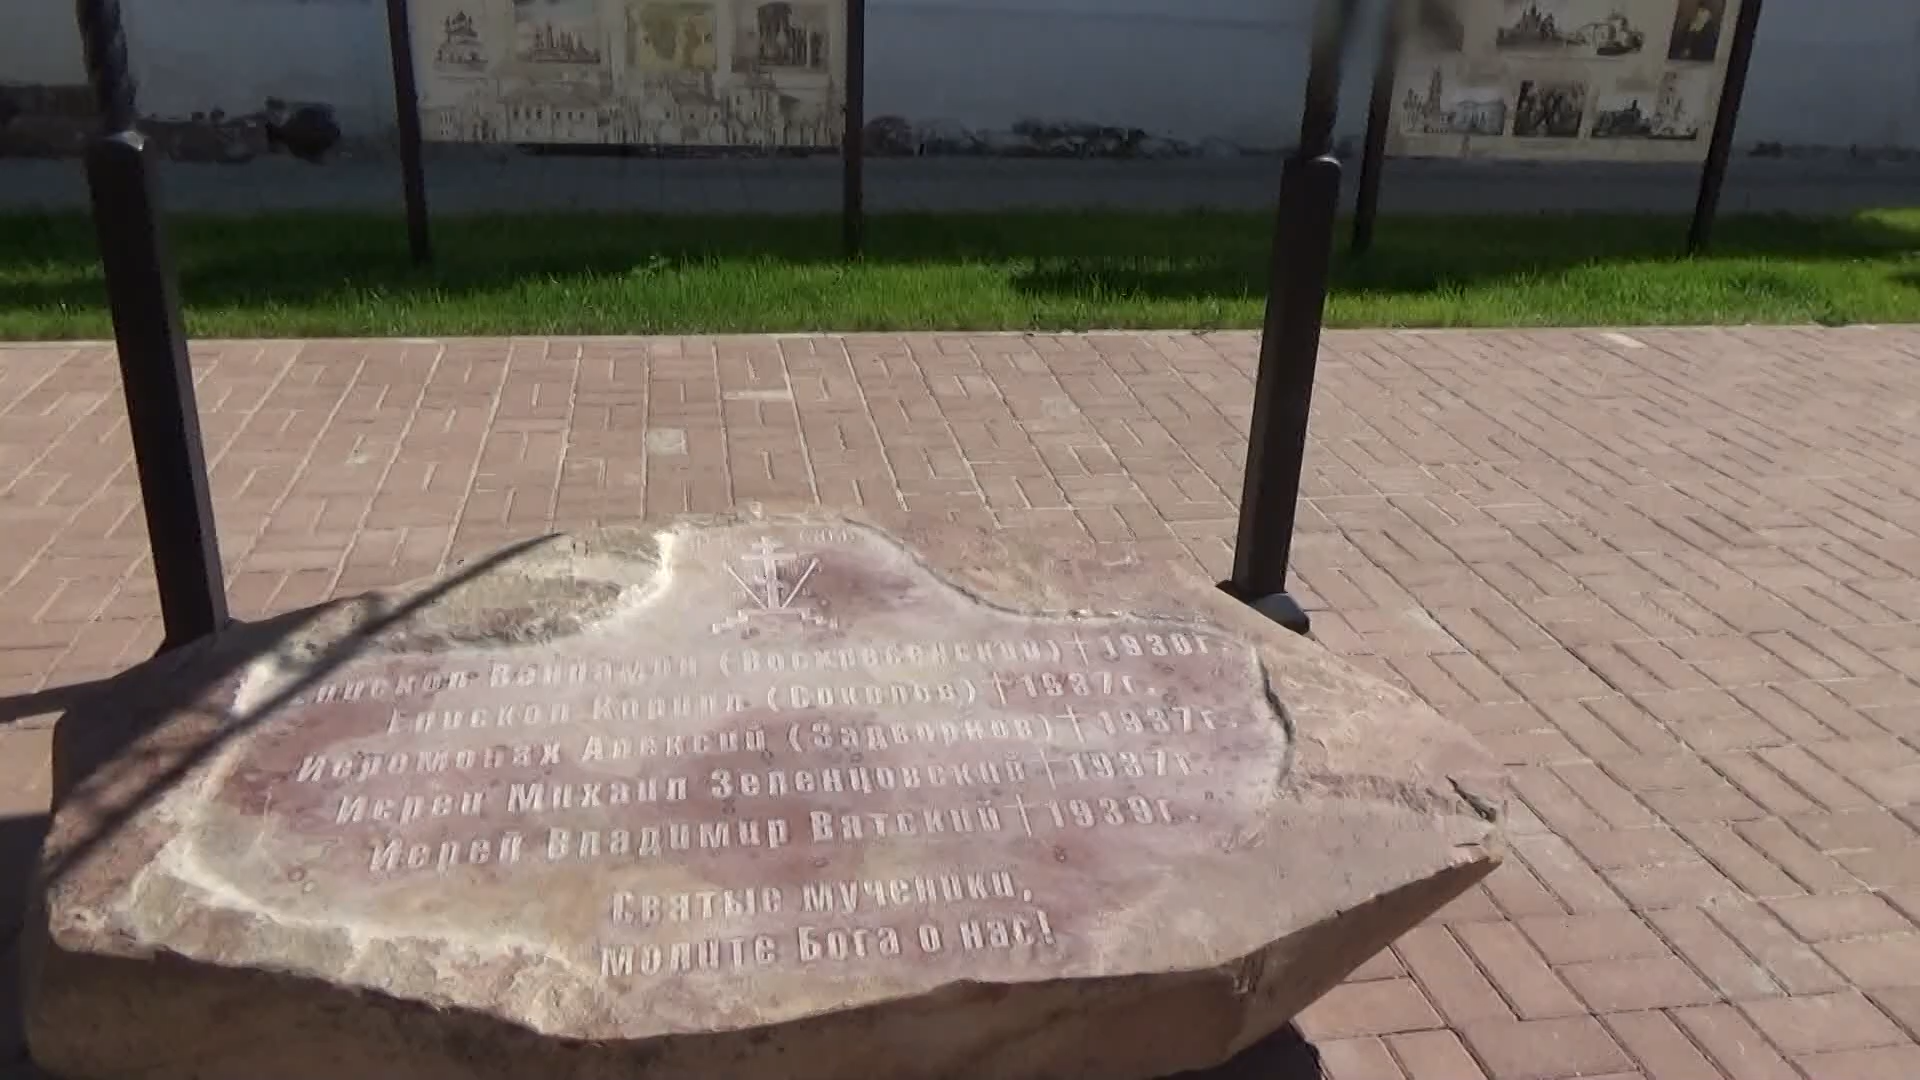 Епископ Вениамин (Воскресенский) † 1930г.
Епископ Кирилл (Соколов) † 1937г.
Иеромонах Алексий (Задворнов) † 1937г.
Иерей Михаил Зеленцовский † 1937г.
Иерей Владимир Вятский † 1939г.
Святые мученики,
молите Бога о нас!